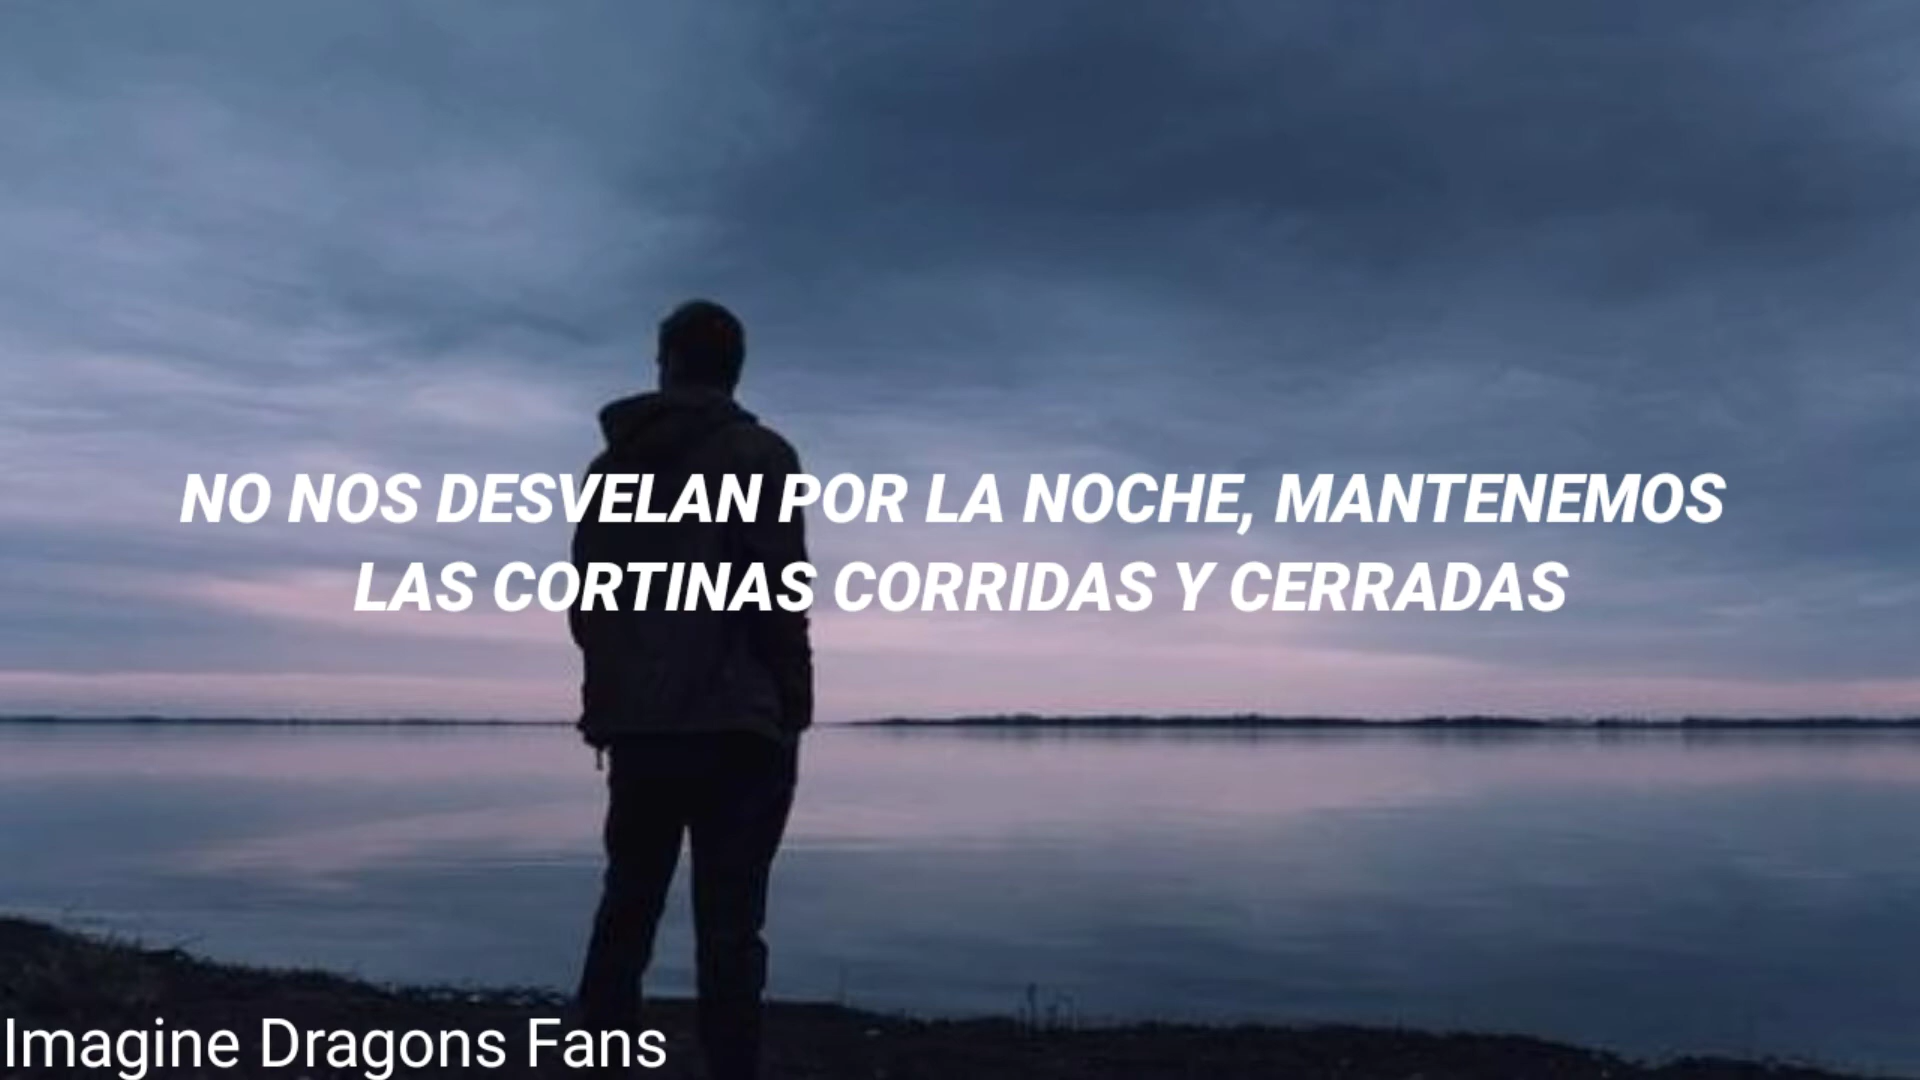 NO NOS DESVELAN POR LA NOCHE, MANTENEMOS
LAS CORTINAS CORRIDAS Y CERRADAS
Imagine Dragons Fans